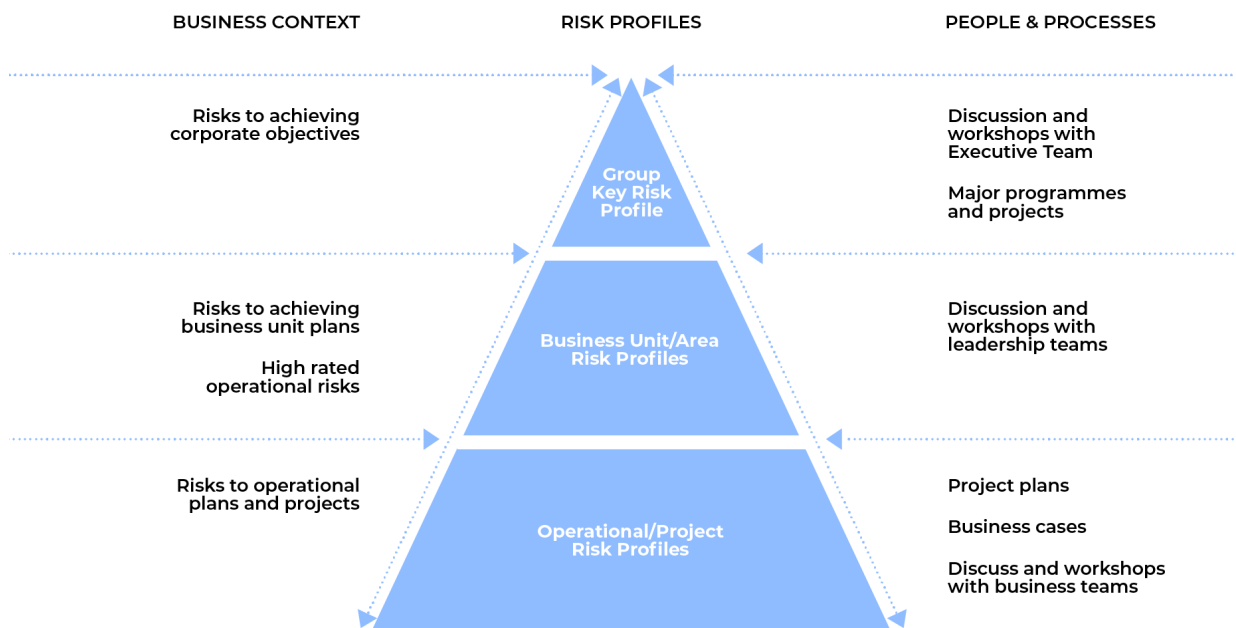 BUSINESS CONTEXT
RISK PROFILES
PEOPLE & PROCESSES
Risks to achieving
corporate objectives
Group
Key Risk
Profile
Discussion and
workshops with
Executive Team
Major programmes
and projects
Risks to achieving
business unit plans
High rated
operational risks
Business Unit/Area
Risk Profiles
Discussion and
workshops with
leadership teams
Risks to operational
plans and projects
Operational/Project
Risk Profiles
Project plans
Business cases
Discuss and workshops
with business teams